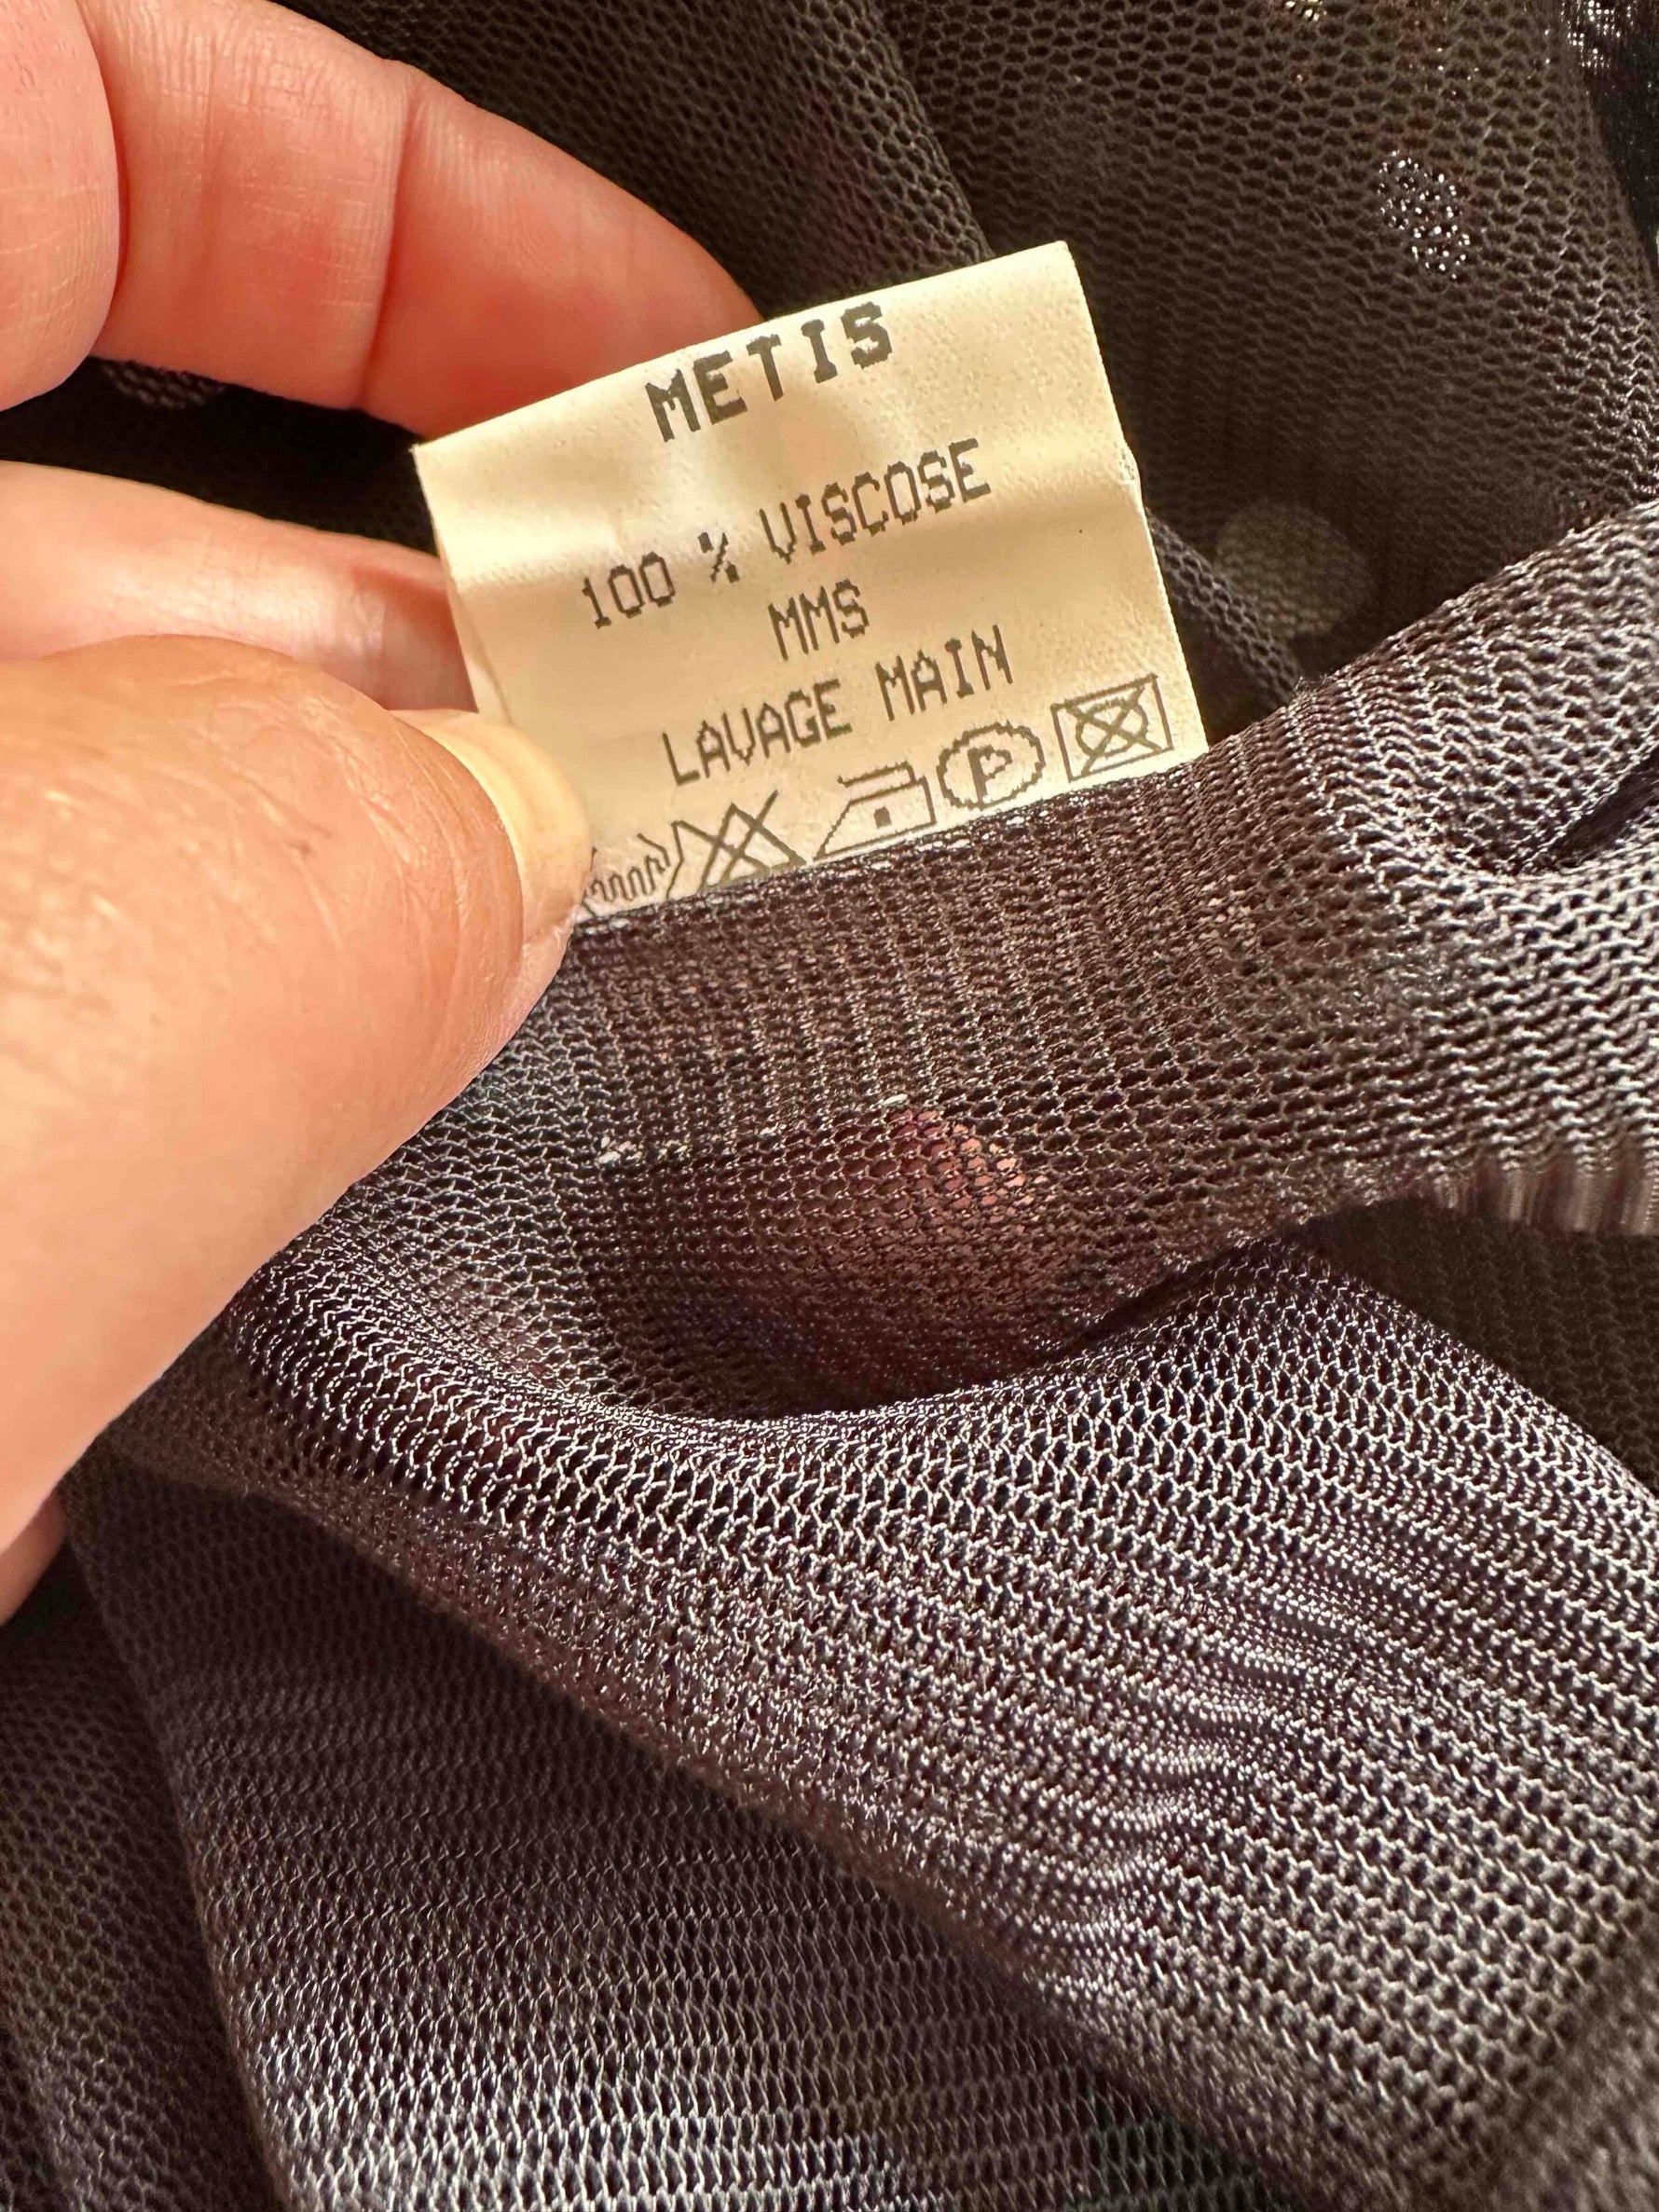 METIS
100 % VISCOSE
MMS
LAVAGE MAIN
P